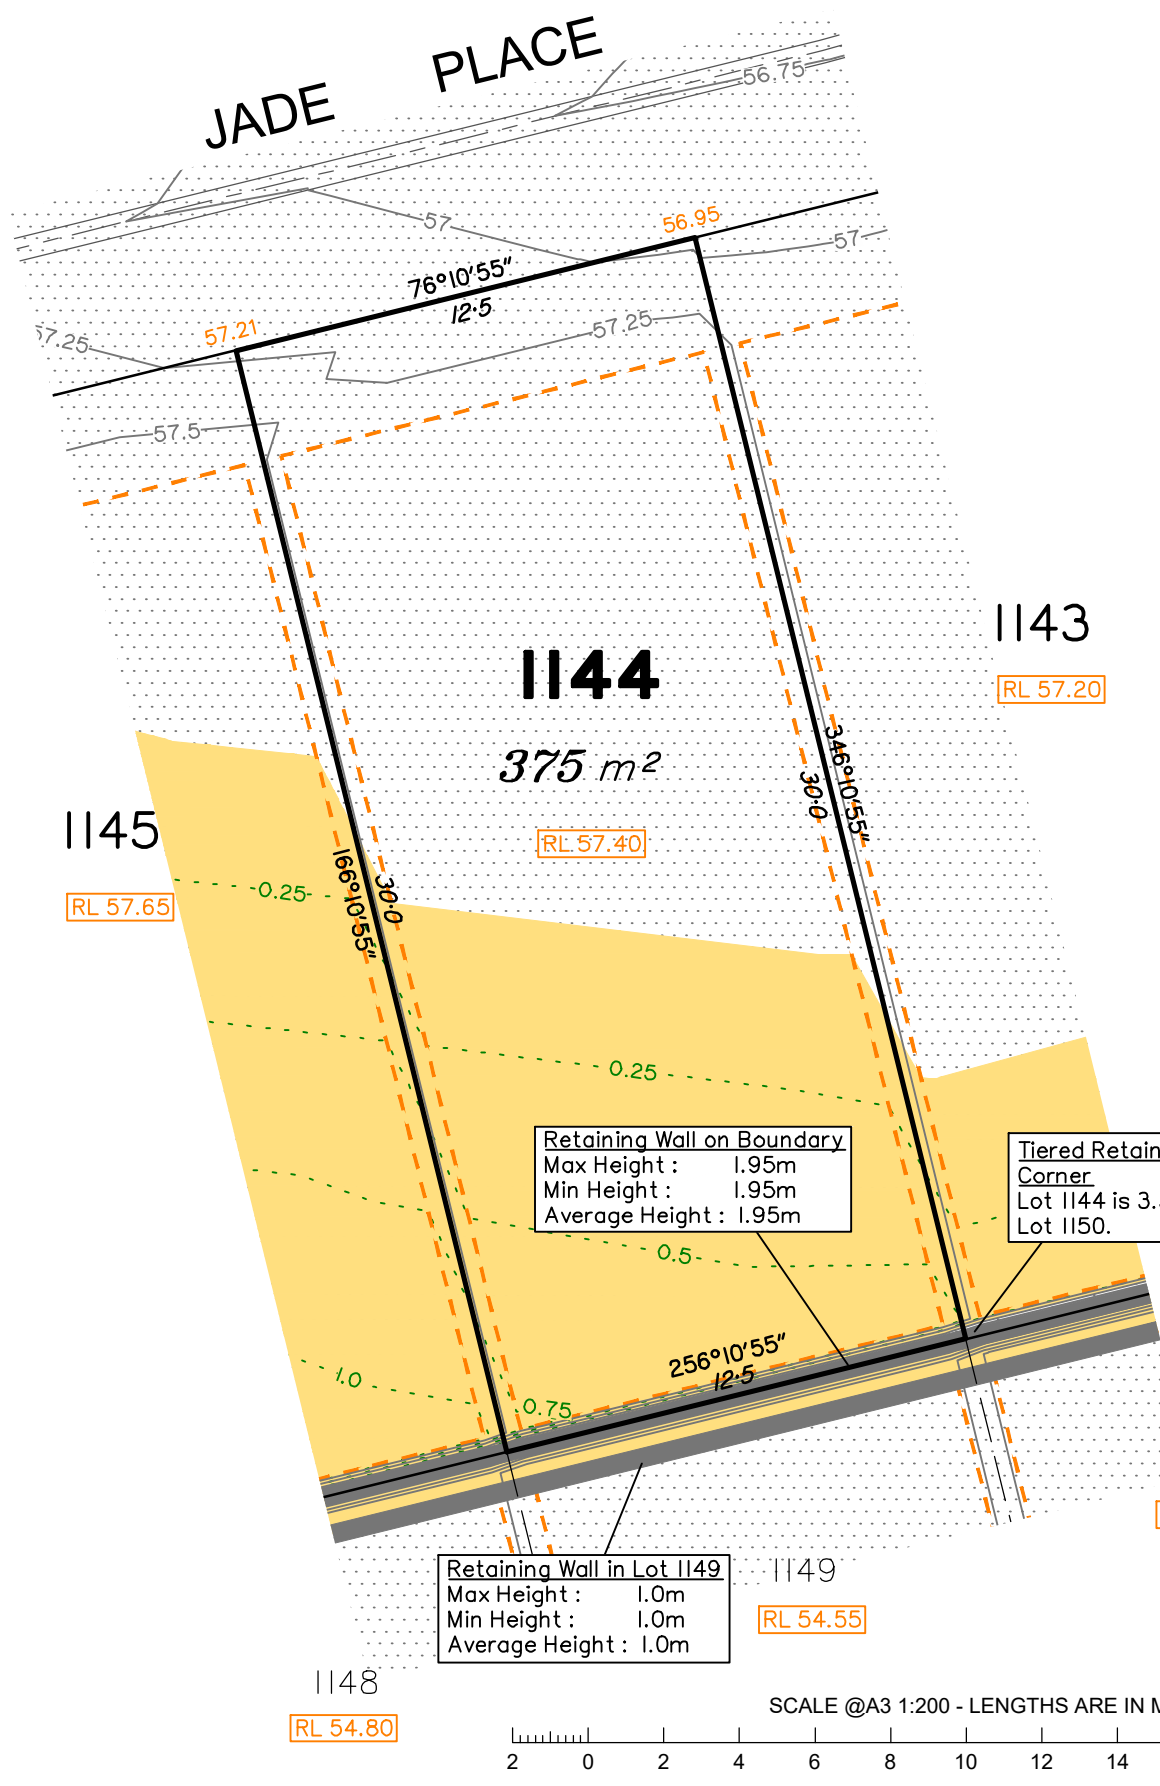 JADE PLACE
56.75
57
56.95
57
76°10'55"
12.5
57.21
57.25
57.25
57.5
1143
RL 57.20
1144
375 m²
RL 57.40
346°10'55"
30.0
1145
RL 57.65
166°10'55"
30.0
0.25
0.25
Retaining Wall on Boundary
Max Height : 1.95m
Min Height : 1.95m
Average Height : 1.95m
Tiered Retain
Corner
Lot 1144 is 3.
Lot 1150.
0.5
256°10'55"
12.5
1.0
0.75
Retaining Wall in Lot 1149
Max Height : 1.0m
Min Height : 1.0m
Average Height : 1.0m
1149
RL 54.55
1148
RL 54.80
SCALE @A3 1:200 - LENGTHS ARE IN M
2 0 2 4 6 8 10 12 14